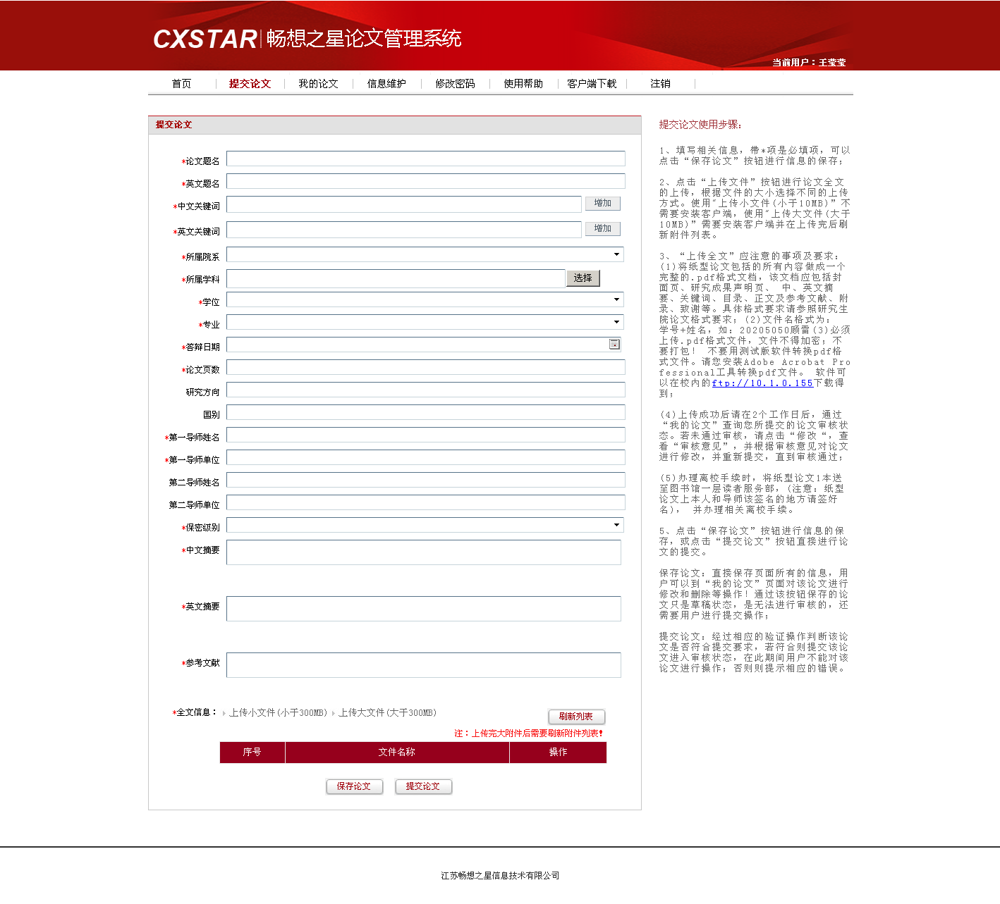 CXSTAR 畅想之星论文管理系统
当前用户：王莹莹
首页 提交论文 我的论文 信息维护 修改密码 使用帮助 客户端下载 注销
提交论文
*论文题名
*英文题名
*中文关键词 增加
*英文关键词 增加
*所属院系
*所属学科 选择
*学位
*专业
*答辩日期
*论文页数
研究方向
国别
*第一导师姓名
*第一导师单位
第二导师姓名
第二导师单位
*保密级别
*中文摘要
*英文摘要
*参考文献
*全文信息： 上传小文件(小于300MB) 上传大文件(大于300MB) 刷新列表
注：上传完大附件后需要刷新附件列表！
序号 文件名称 操作
保存论文 提交论文
提交论文使用步骤：
1、填写相关信息，带*项是必填项，可以
点击“保存论文”按钮进行信息的保存；
2、点击“上传文件”按钮进行论文全文
的上传，根据文件的大小选择不同的上传
方式。使用"上传小文件(小于10MB)”不
需要安装客户端，使用"上传大文件(大于
10MB)”需要安装客户端并在上传完后刷
新附件列表。
3、“上传全文”应注意的事项及要求：
(1)将纸型论文包括的所有内容做成一个
完整的.pdf格式文档，该文档应包括封
面页、研究成果声明页、 中、英文摘
要、关键词、目录、正文及参考文献、附
录、致谢等。具体格式要求请参照研究生
院论文格式要求；(2)文件名格式为：
学号+姓名，如：20205050顾雷(3)必须
上传.pdf格式文件，文件不得加密；不
要打包！ 不要用测试版软件转换pdf格
式文件。请您安装Adobe Acrobat Pro
fessional工具转换pdf文件。 软件可
以在校内的ftp://10.1.0.155下载得
到；
(4)上传成功后请在2个工作日后，通过
“我的论文”查询您所提交的论文审核状
态。若未通过审核，请点击“修改“，查
看“审核意见”，并根据审核意见对论文
进行修改，并重新提交，直到审核通过；
(5)办理离校手续时，将纸型论文1本送
至图书馆一层读者服务部，(注意：纸型
论文上本人和导师该签名的地方请签好
名)， 并办理相关离校手续。
5、点击“保存论文”按钮进行信息的保
存，或点击“提交论文”按钮直接进行论
文的提交。
保存论文：直接保存页面所有的信息，用
户可以到“我的论文”页面对该论文进行
修改和删除等操作！通过该按钮保存的论
文只是草稿状态，是无法进行审核的，还
需要用户进行提交操作；
提交论文：经过相应的验证操作判断该论
文是否符合提交要求，若符合则提交该论
文进入审核状态，在此期间用户不能对该
论文进行操作；否则则提示相应的错误。
江苏畅想之星信息技术有限公司